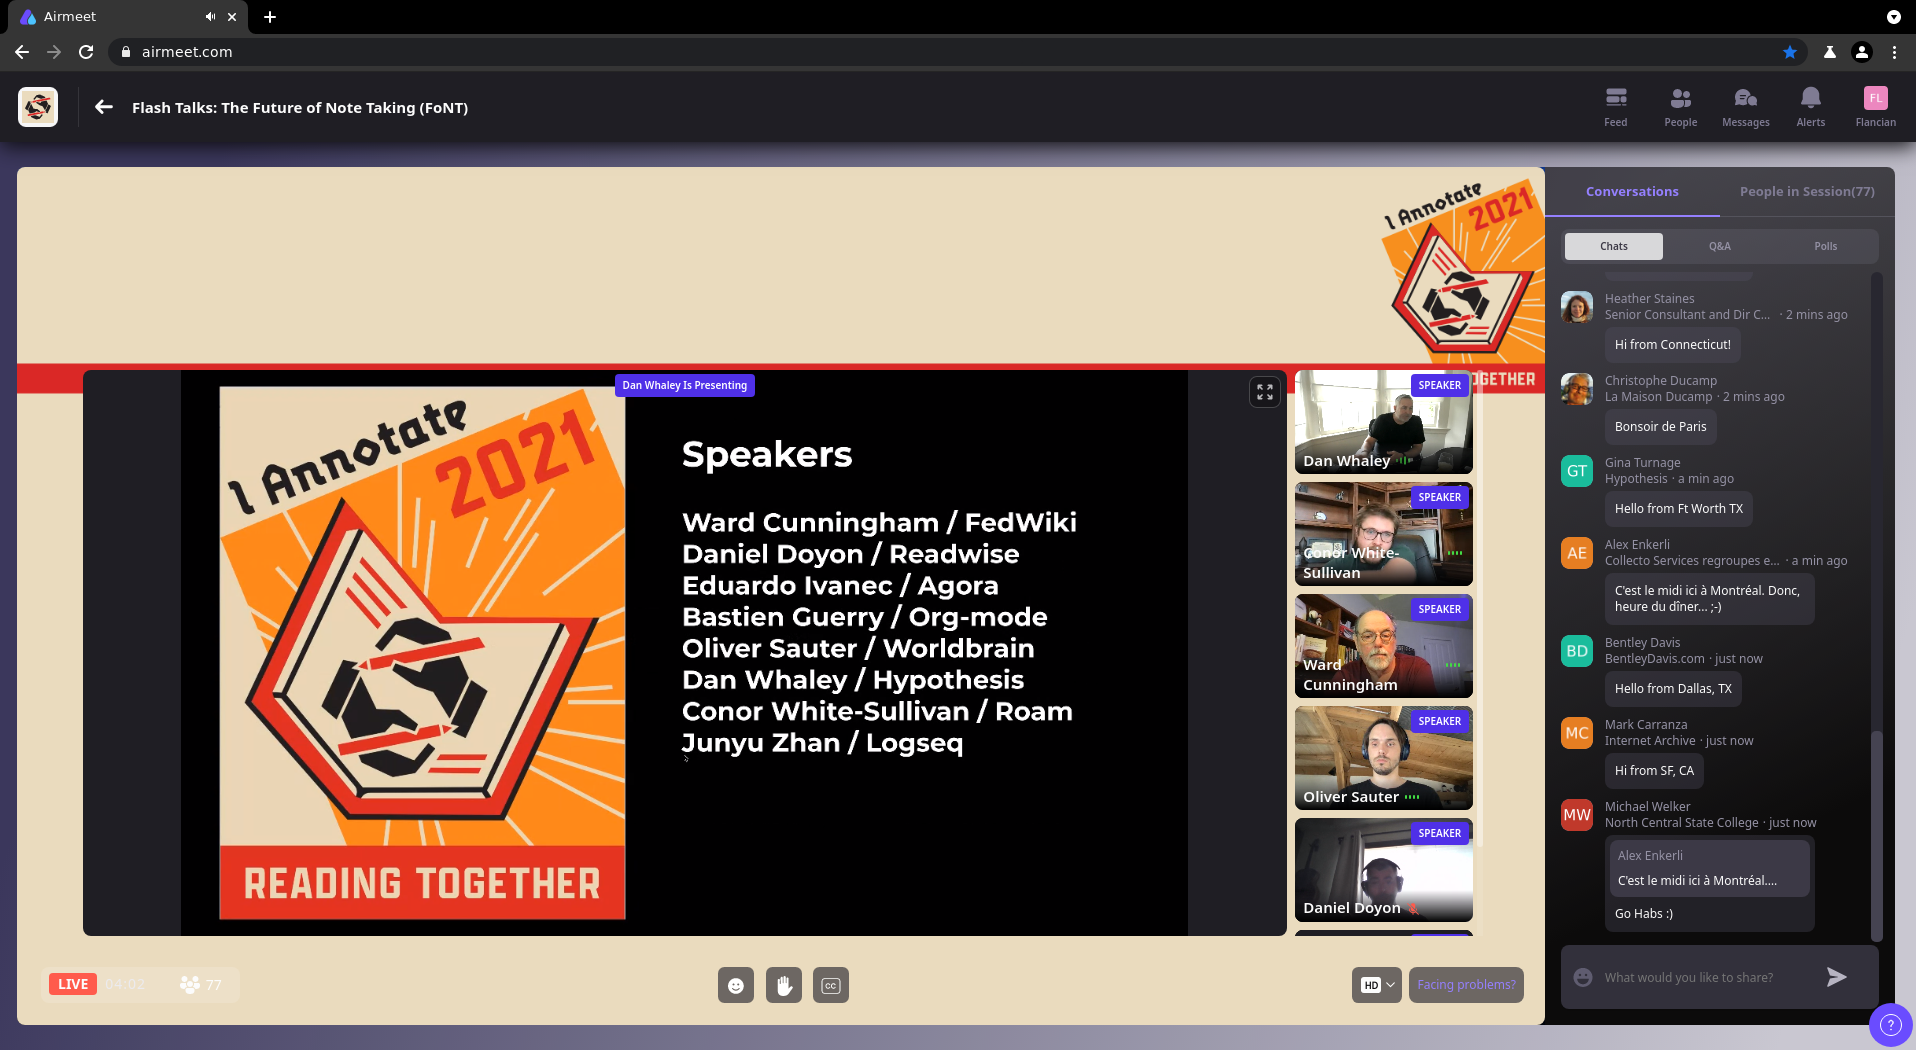 Airmeet
airmeet.com
Flash Talks: The Future of Note Taking (FoNT)
Feed
People
Messages
Alerts
FL
Flancian
I Annotate
2021
OGETHER
Dan Whaley Is Presenting
I Annotate
2021
READING TOGETHER
Speakers
Ward Cunningham / FedWiki
Daniel Doyon / Readwise
Eduardo Ivanec / Agora
Bastien Guerry / Org-mode
Oliver Sauter / Worldbrain
Dan Whaley / Hypothesis
Conor White-Sullivan / Roam
Junyu Zhan / Logseq
SPEAKER
Dan Whaley
SPEAKER
Conor White-
Sullivan
SPEAKER
Ward
Cunningham
SPEAKER
Oliver Sauter
SPEAKER
Daniel Doyon
LIVE
04:02
77
CC
HD
Facing problems?
Conversations
People in Session(77)
Chats
Q&A
Polls
Heather Staines
Senior Consultant and Dir C... · 2 mins ago
Hi from Connecticut!
Christophe Ducamp
La Maison Ducamp · 2 mins ago
Bonsoir de Paris
GT
Gina Turnage
Hypothesis · a min ago
Hello from Ft Worth TX
AE
Alex Enkerli
Collecto Services regroupes e... · a min ago
C'est le midi ici à Montréal. Donc,
heure du dîner... ;-)
BD
Bentley Davis
BentleyDavis.com · just now
Hello from Dallas, TX
MC
Mark Carranza
Internet Archive · just now
Hi from SF, CA
MW
Michael Welker
North Central State College · just now
Alex Enkerli
C'est le midi ici à Montréal....
Go Habs :)
What would you like to share?
?